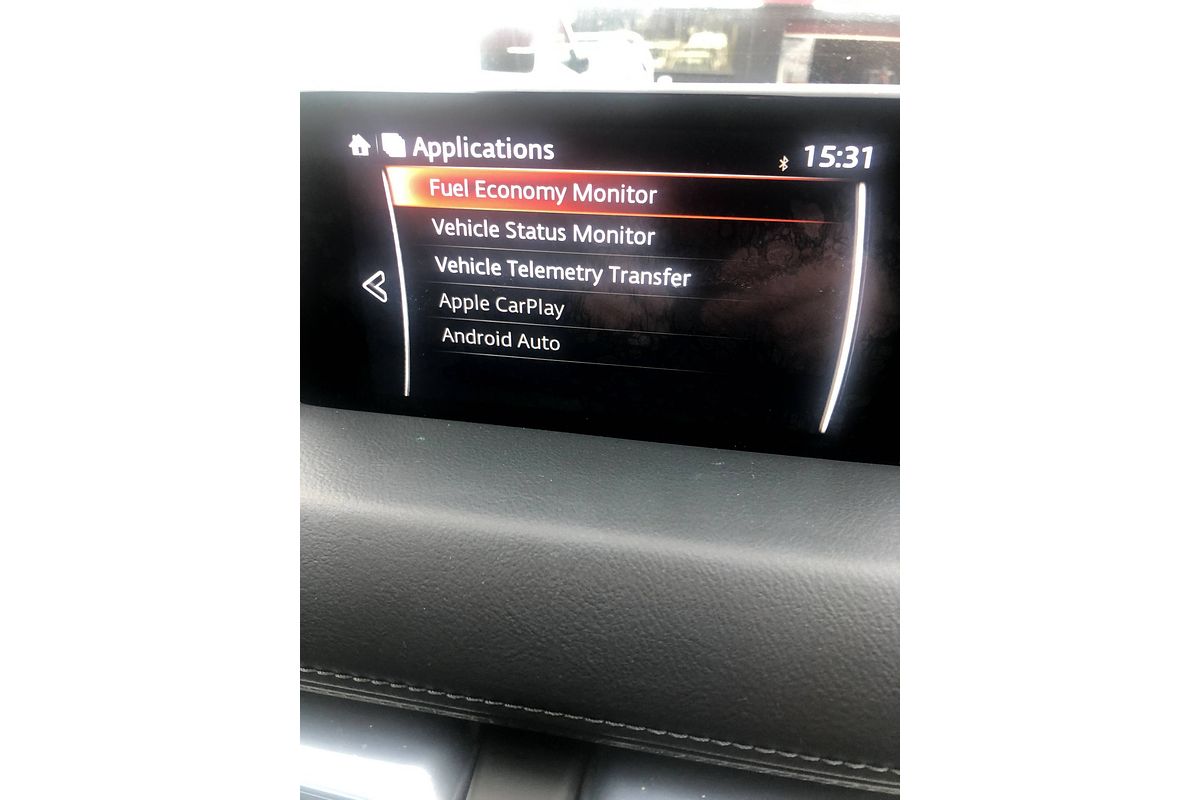 Applications
15:31
Fuel Economy Monitor
Vehicle Status Monitor
Vehicle Telemetry Transfer
Apple CarPlay
Android Auto